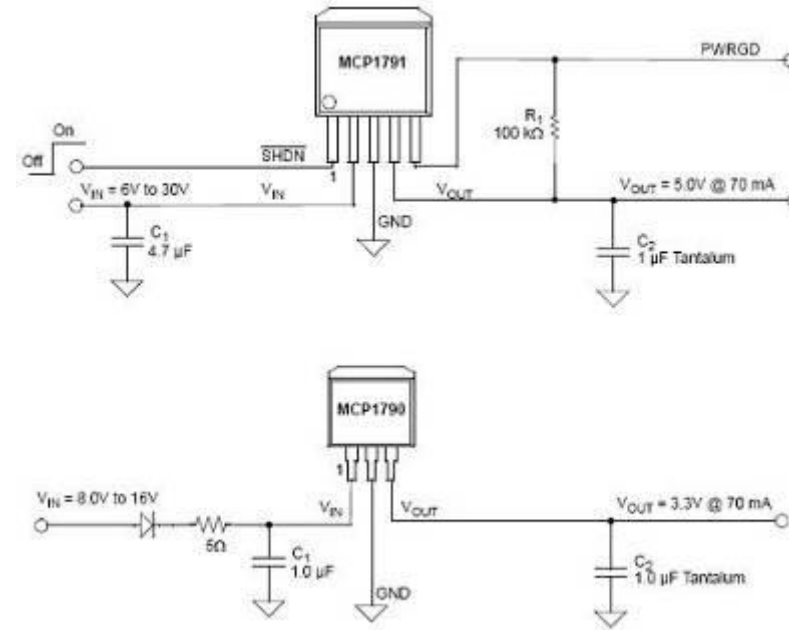 MCP1791
PWRGD
R1
100 kΩ
On
Off
SHDN
1
VIN = 6V to 30V
VIN
VOUT
VOUT = 5.0V @ 70 mA
GND
C1
4.7 µF
C2
1 µF Tantalum
MCP1790
1
VIN = 8.0V to 16V
VIN
VOUT
VOUT = 3.3V @ 70 mA
5Ω
C1
1.0 µF
GND
C2
1.0 µF Tantalum